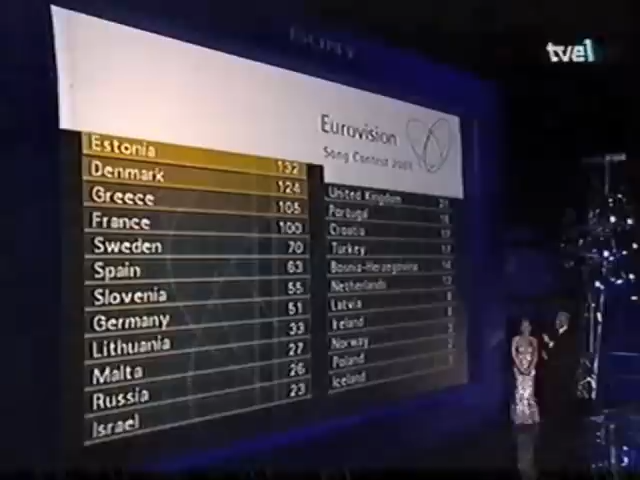 SONY
tve1
Eurovision
Song Contest
Estonia 132
Denmark 124
Greece 105
France 100
Sweden 70
Spain 63
Slovenia 55
Germany 51
Lithuania 33
Malta 27
Russia 26
Israel 23
United Kingdom
Portugal
Croatia
Turkey
Bosnia-Herzegovina
Netherlands
Latvia
Ireland
Norway
Poland
Iceland